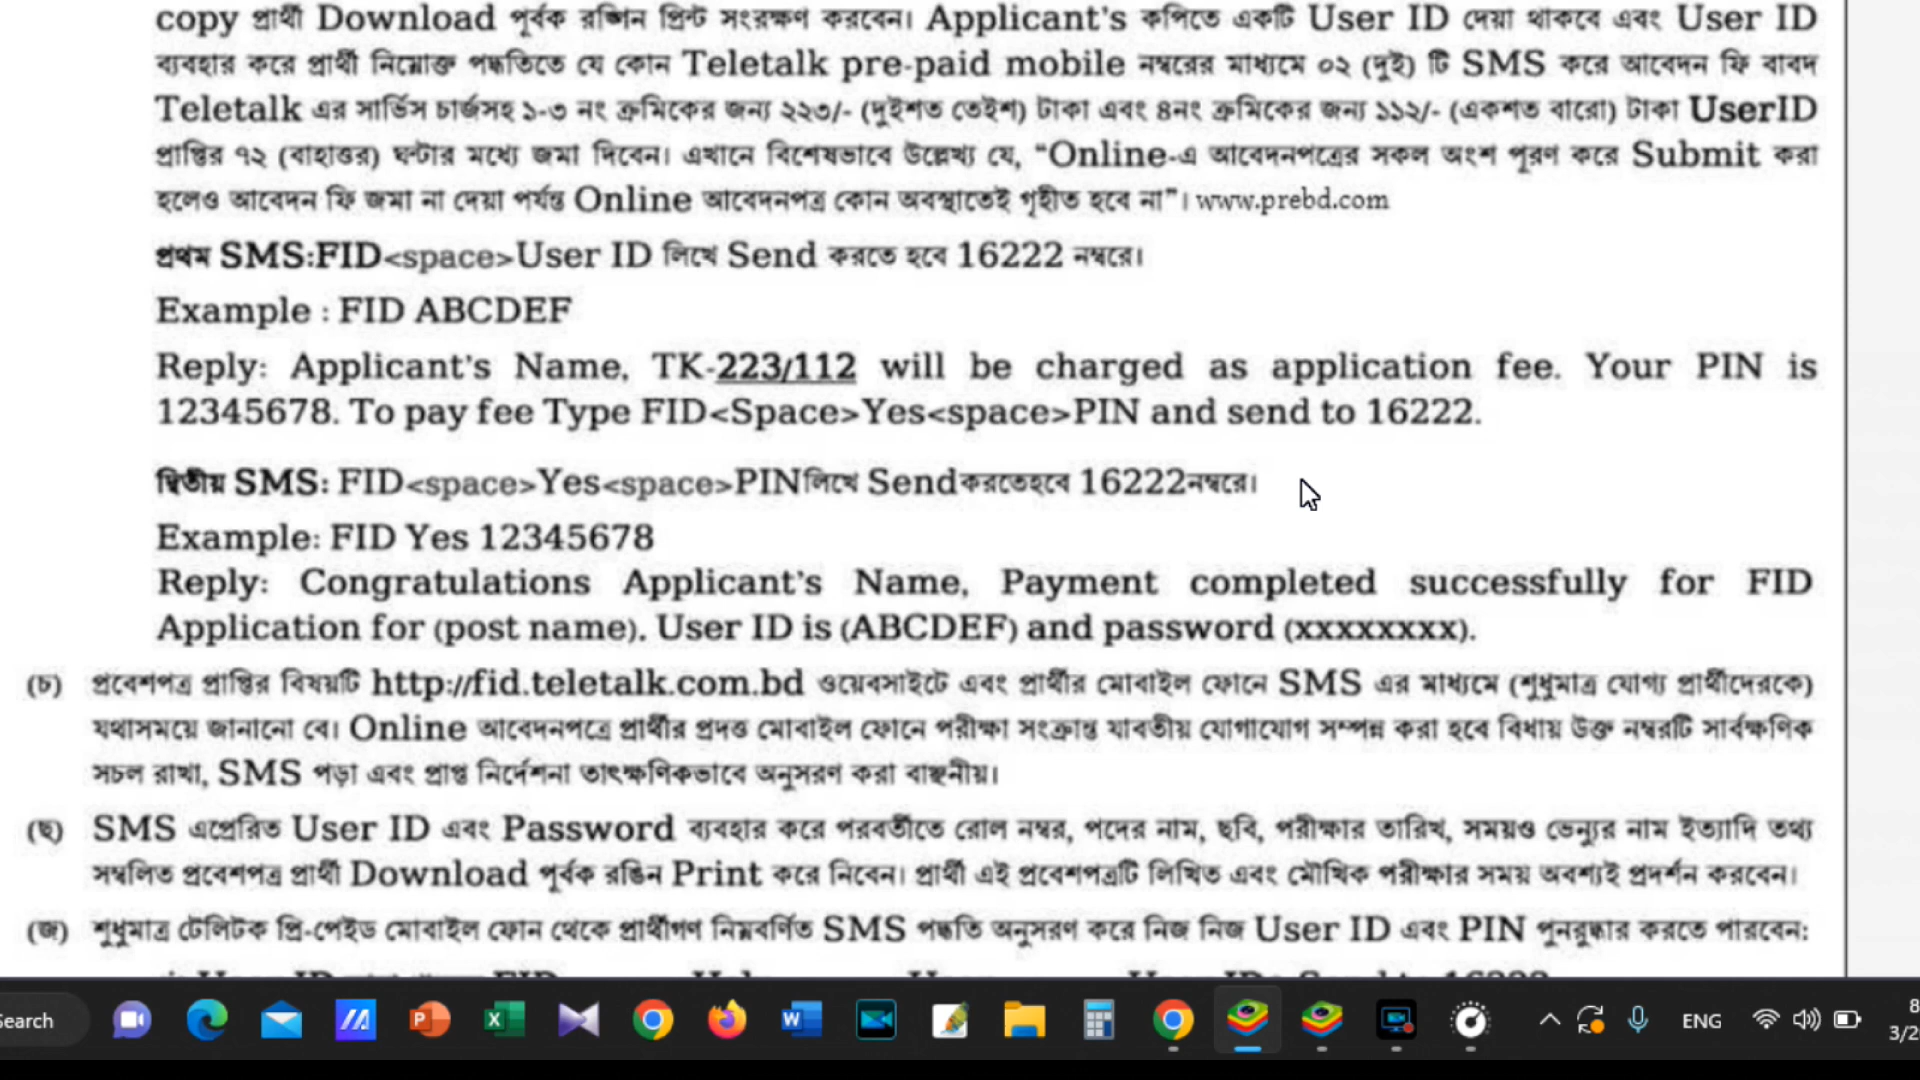 copy প্রার্থী Download পূর্বক রঙ্গিন প্রিন্ট সংরক্ষণ করবেন। Applicant's কপিতে একটি User ID দেয়া থাকবে এবং User ID
ব্যবহার করে প্রার্থী নিম্নোক্ত পদ্ধতিতে যে কোন Teletalk pre-paid mobile নম্বরের মাধ্যমে ০২ (দুই) টি SMS করে আবেদন ফি বাবদ
Teletalk এর সার্ভিস চার্জসহ ১-৩ নং ক্রমিকের জন্য ২২৩/- (দুইশত তেইশ) টাকা এবং ৪নং ক্রমিকের জন্য ১১২/- (একশত বারো) টাকা UserID
প্রাপ্তির ৭২ (বাহাত্তর) ঘন্টার মধ্যে জমা দিবেন। এখানে বিশেষভাবে উল্লেখ্য যে, “Online-এ আবেদনপত্রের সকল অংশ পূরণ করে Submit করা
হলেও আবেদন ফি জমা না দেয়া পর্যন্ত Online আবেদনপত্র কোন অবস্থাতেই গৃহীত হবে না”। www.prebd.com
প্রথম SMS:FID<space>User ID লিখে Send করতে হবে 16222 নম্বরে।
Example : FID ABCDEF
Reply: Applicant's Name, TK-223/112 will be charged as application fee. Your PIN is
12345678. To pay fee Type FID<Space>Yes<space>PIN and send to 16222.
দ্বিতীয় SMS: FID<space>Yes<space>PINলিখে Sendকরতেহবে 16222নম্বরে।
Example: FID Yes 12345678
Reply: Congratulations Applicant's Name, Payment completed successfully for FID
Application for (post name). User ID is (ABCDEF) and password (xxxxxxxx).
(চ) প্রবেশপত্র প্রাপ্তির বিষয়টি http://fid.teletalk.com.bd ওয়েবসাইটে এবং প্রার্থীর মোবাইল ফোনে SMS এর মাধ্যমে (শুধুমাত্র যোগ্য প্রার্থীদেরকে)
যথাসময়ে জানানো বে। Online আবেদনপত্রে প্রার্থীর প্রদত্ত মোবাইল ফোনে পরীক্ষা সংক্রান্ত যাবতীয় যোগাযোগ সম্পন্ন করা হবে বিধায় উক্ত নম্বরটি সার্বক্ষণিক
সচল রাখা, SMS পড়া এবং প্রাপ্ত নির্দেশনা তাৎক্ষণিকভাবে অনুসরণ করা বাঞ্ছনীয়।
(ছ) SMS এপ্রেরিত User ID এবং Password ব্যবহার করে পরবর্তীতে রোল নম্বর, পদের নাম, ছবি, পরীক্ষার তারিখ, সময়ও ভেন্যুর নাম ইত্যাদি তথ্য
সম্বলিত প্রবেশপত্র প্রার্থী Download পূর্বক রঙিন Print করে নিবেন। প্রার্থী এই প্রবেশপত্রটি লিখিত এবং মৌখিক পরীক্ষার সময় অবশ্যই প্রদর্শন করবেন।
(জ) শুধুমাত্র টেলিটক প্রি-পেইড মোবাইল ফোন থেকে প্রার্থীগণ নিম্নবর্ণিত SMS পদ্ধতি অনুসরণ করে নিজ নিজ User ID এবং PIN পুনরুদ্ধার করতে পারবেন:
Search
ENG